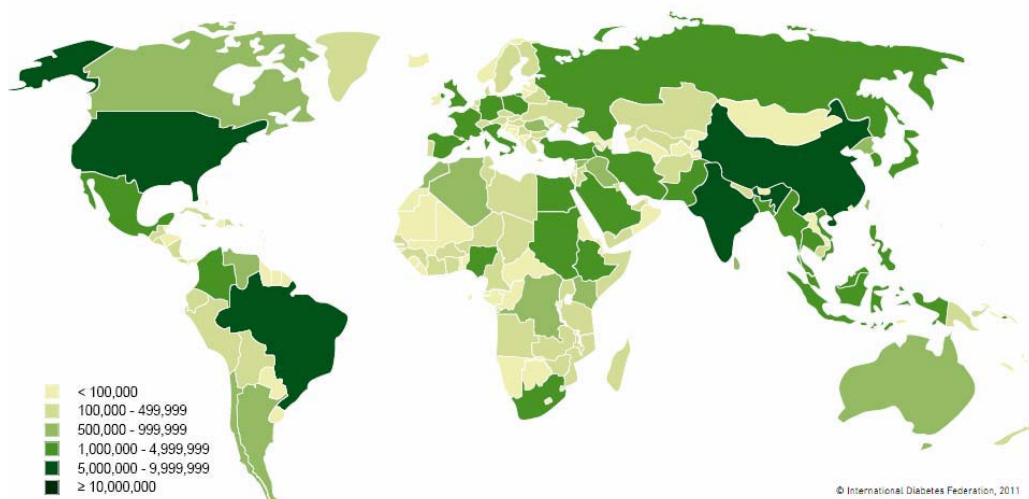 < 100,000
100,000 - 499,999
500,000 - 999,999
1,000,000 - 4,999,999
5,000,000 - 9,999,999
≥ 10,000,000
© International Diabetes Federation, 2011